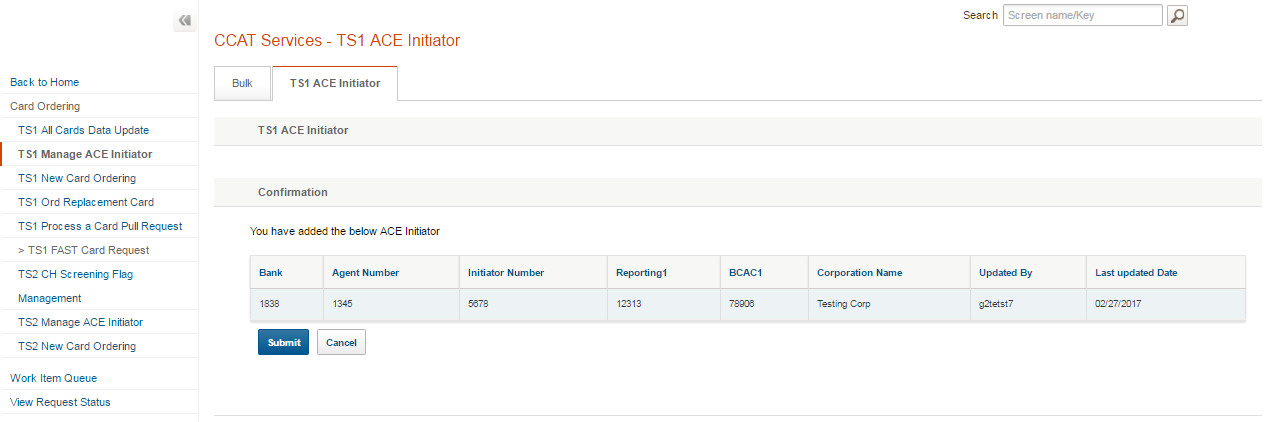 Search Screen name/Key
CCAT Services - TS1 ACE Initiator
Back to Home
Card Ordering
TS1 All Cards Data Update
TS1 Manage ACE Initiator
TS1 New Card Ordering
TS1 Ord Replacement Card
TS1 Process a Card Pull Request
> TS1 FAST Card Request
TS2 CH Screening Flag
Management
TS2 Manage ACE Initiator
TS2 New Card Ordering
Work Item Queue
View Request Status
Bulk TS1 ACE Initiator
TS1 ACE Initiator
Confirmation
You have added the below ACE Initiator
Bank Agent Number Initiator Number Reporting1 BCAC1 Corporation Name Updated By Last updated Date
1838 1345 5678 12313 78906 Testing Corp g2tetst7 02/27/2017
Submit Cancel